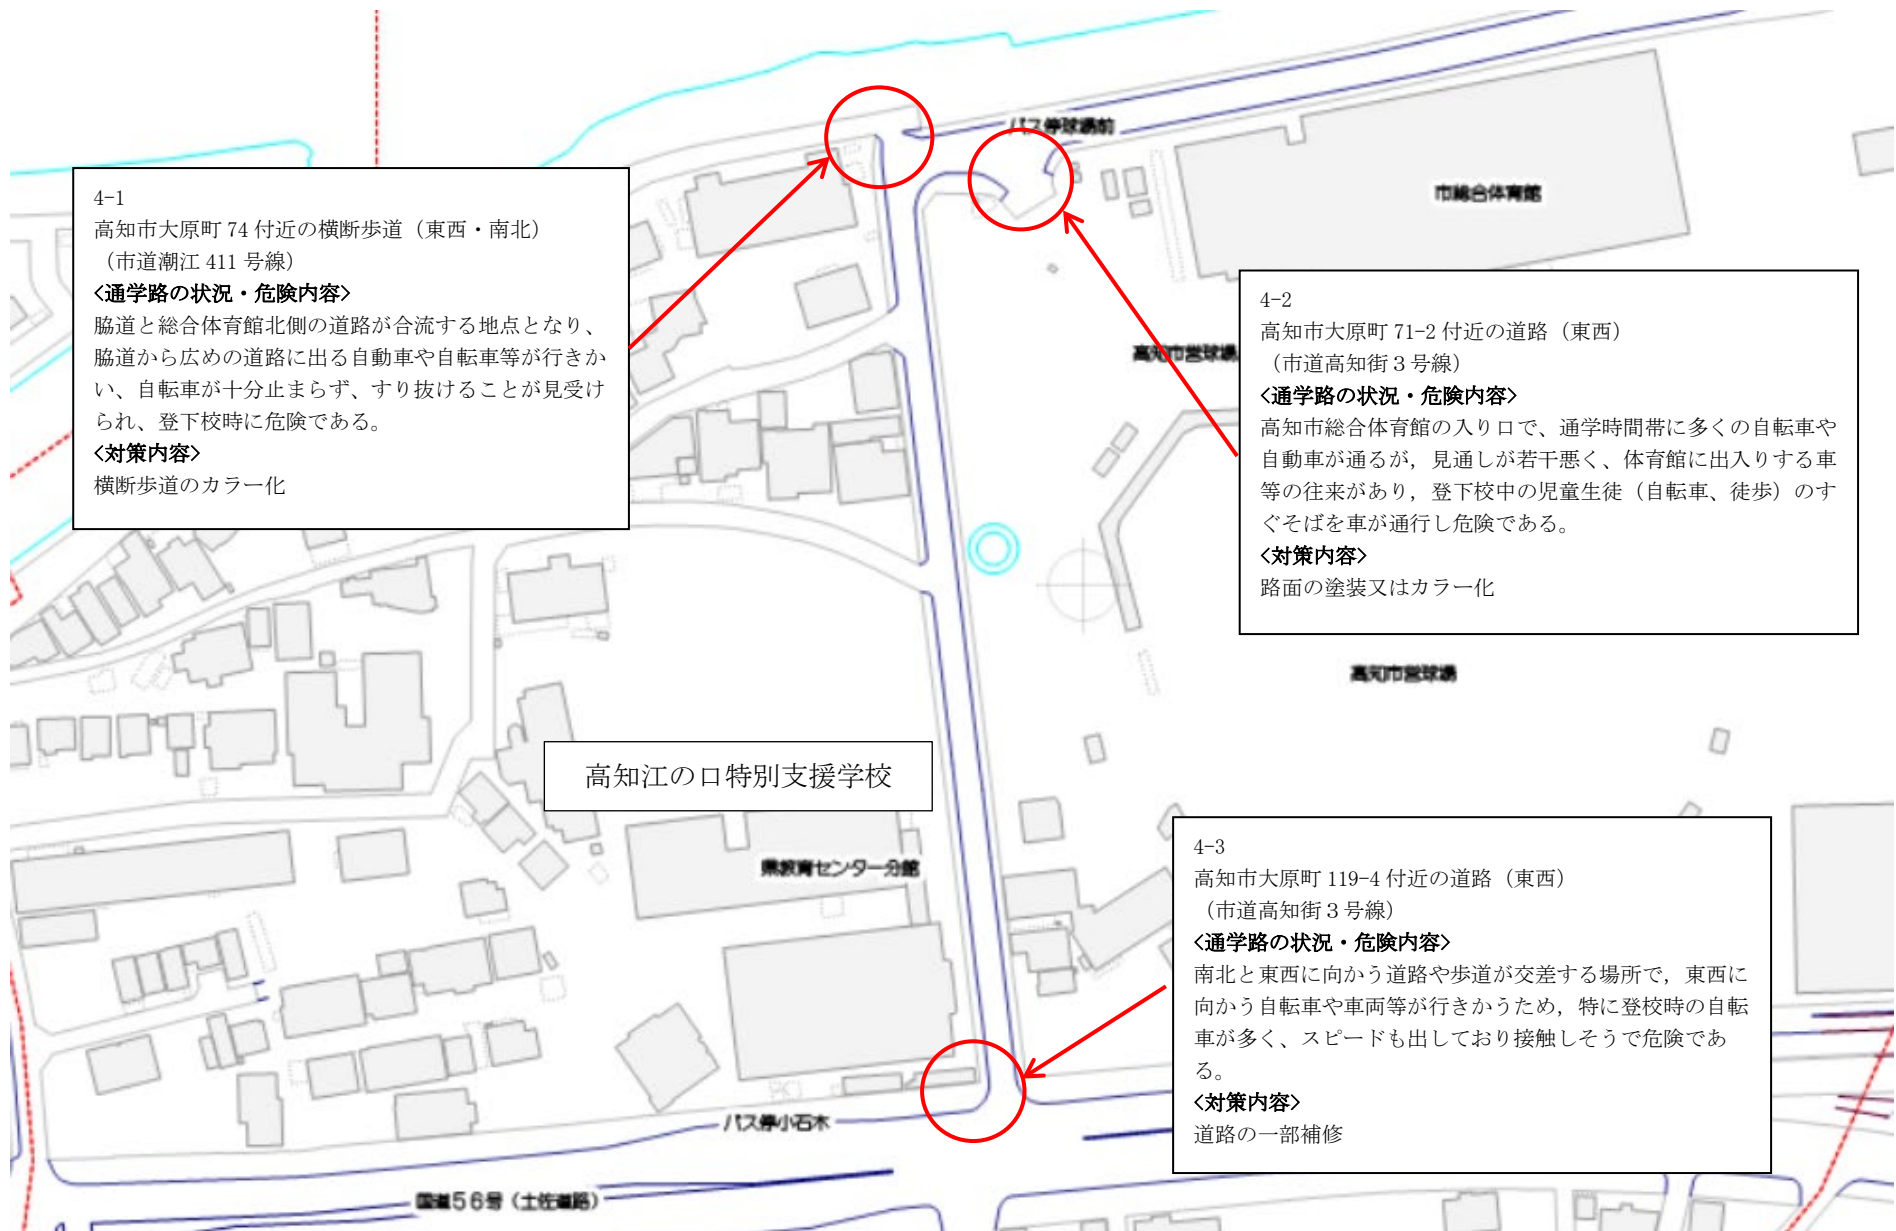 バス停球場前
市総合体育館
4-1
高知市大原町 74 付近の横断歩道（東西・南北）
（市道潮江 411 号線）
<通学路の状況・危険内容>
脇道と総合体育館北側の道路が合流する地点となり、
脇道から広めの道路に出る自動車や自転車等が行きか
い、自転車が十分止まらず、すり抜けることが見受け
られ、登下校時に危険である。
<対策内容>
横断歩道のカラー化
高知市営球場
4-2
高知市大原町 71-2 付近の道路（東西）
（市道高知街３号線）
<通学路の状況・危険内容>
高知市総合体育館の入り口で、通学時間帯に多くの自転車や
自動車が通るが，見通しが若干悪く、体育館に出入りする車
等の往来があり，登下校中の児童生徒（自転車、徒歩）のす
ぐそばを車が通行し危険である。
<対策内容>
路面の塗装又はカラー化
高知市営球場
高知江の口特別支援学校
県教育センター分館
4-3
高知市大原町 119-4 付近の道路（東西）
（市道高知街３号線）
<通学路の状況・危険内容>
南北と東西に向かう道路や歩道が交差する場所で，東西に
向かう自転車や車両等が行きかうため，特に登校時の自転
車が多く、スピードも出しており接触しそうで危険であ
る。
<対策内容>
道路の一部補修
バス停小石木
国道５６号（土佐道路）